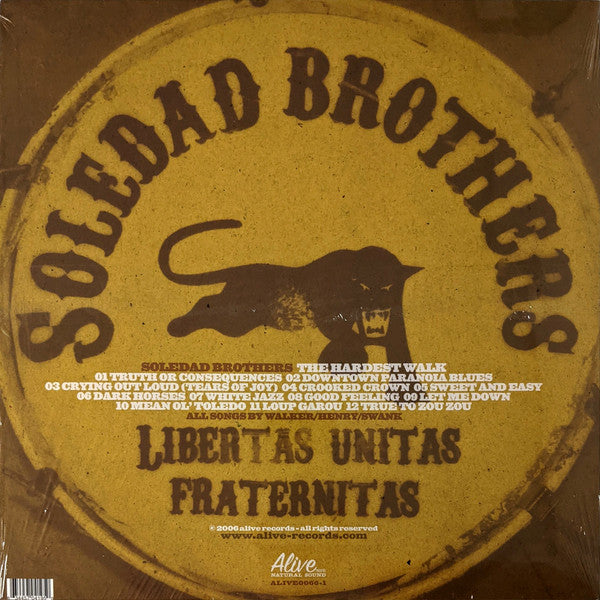 SOLEDAD BROTHERS
SOLEDAD BROTHERS THE HARDEST WALK
01 TRUTH OR CONSEQUENCES 02 DOWNTOWN PARANOIA BLUES
03 CRYING OUT LOUD (TEARS OF JOY) 04 CROOKED CROWN 05 SWEET AND EASY
06 DARK HORSES 07 WHITE JAZZ 08 GOOD FEELING 09 LET ME DOWN
10 MEAN OL' TOLEDO 11 LOUP GAROU 12 TRUE TO ZOU ZOU
ALL SONGS BY WALKER/HENRY/SWANK
LIBERTAS UNITAS
FRATERNITAS
© 2006 alive records - all rights reserved
www.alive-records.com
Alive
NATURAL SOUND
ALIVE0066-1